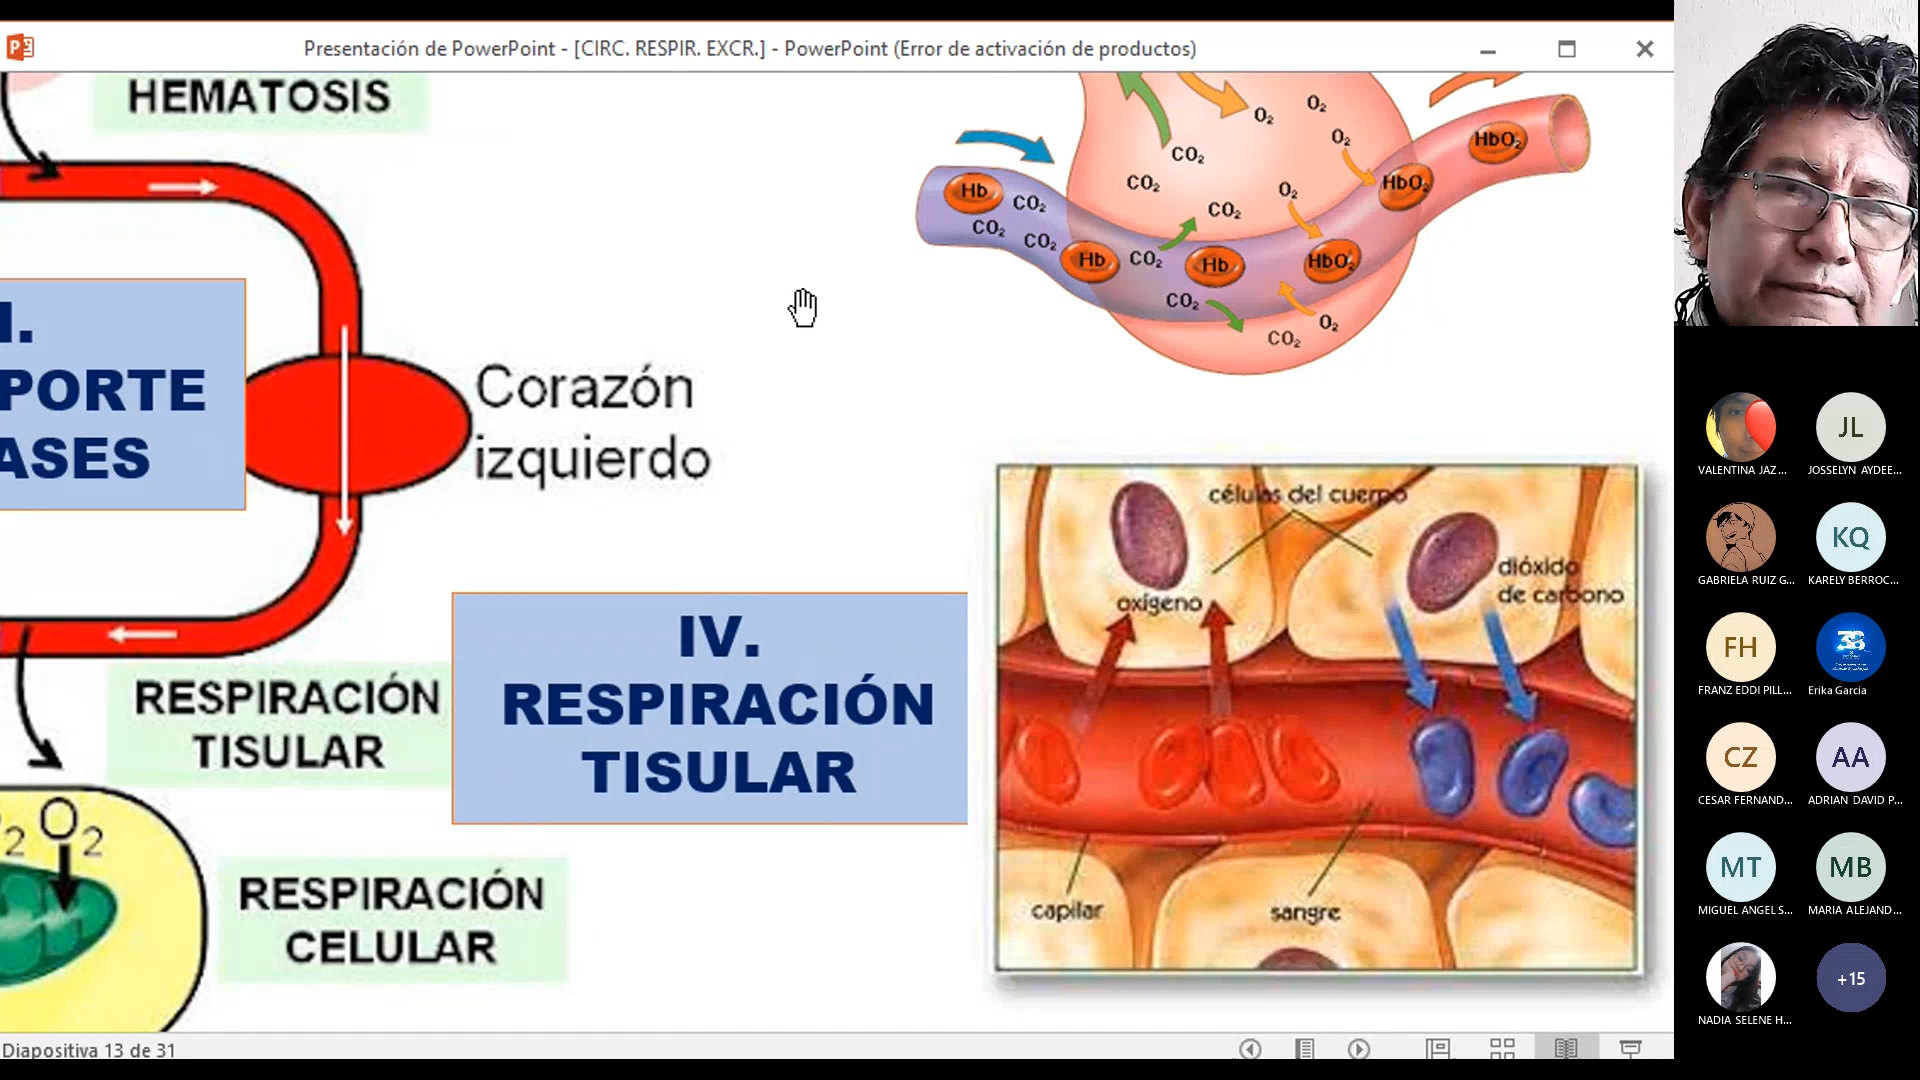 Presentación de PowerPoint - [CIRC. RESPIR. EXCR.] - PowerPoint (Error de activación de productos)
HEMATOSIS
I.
PORTE
ASES
Corazón
izquierdo
RESPIRACIÓN
TISULAR
IV.
RESPIRACIÓN
TISULAR
2 O2
RESPIRACIÓN
CELULAR
O2
O2
O2
CO2
CO2
O2
CO2
Hb
CO2
CO2
CO2
Hb
CO2
Hb
HbO2
HbO2
HbO2
CO2
O2
CO2
células del cuerpo
oxígeno
dióxido
de carbono
capilar
sangre
Diapositiva 13 de 31
VALENTINA JAZ...
JL
JOSSELYN AYDEE...
GABRIELA RUIZ G...
KQ
KARELY BERROC...
FH
FRANZ EDDI PILL...
Erika Garcia
CZ
CESAR FERNAND...
AA
ADRIAN DAVID P...
MT
MIGUEL ANGEL S...
MB
MARIA ALEJAND...
NADIA SELENE H...
+15